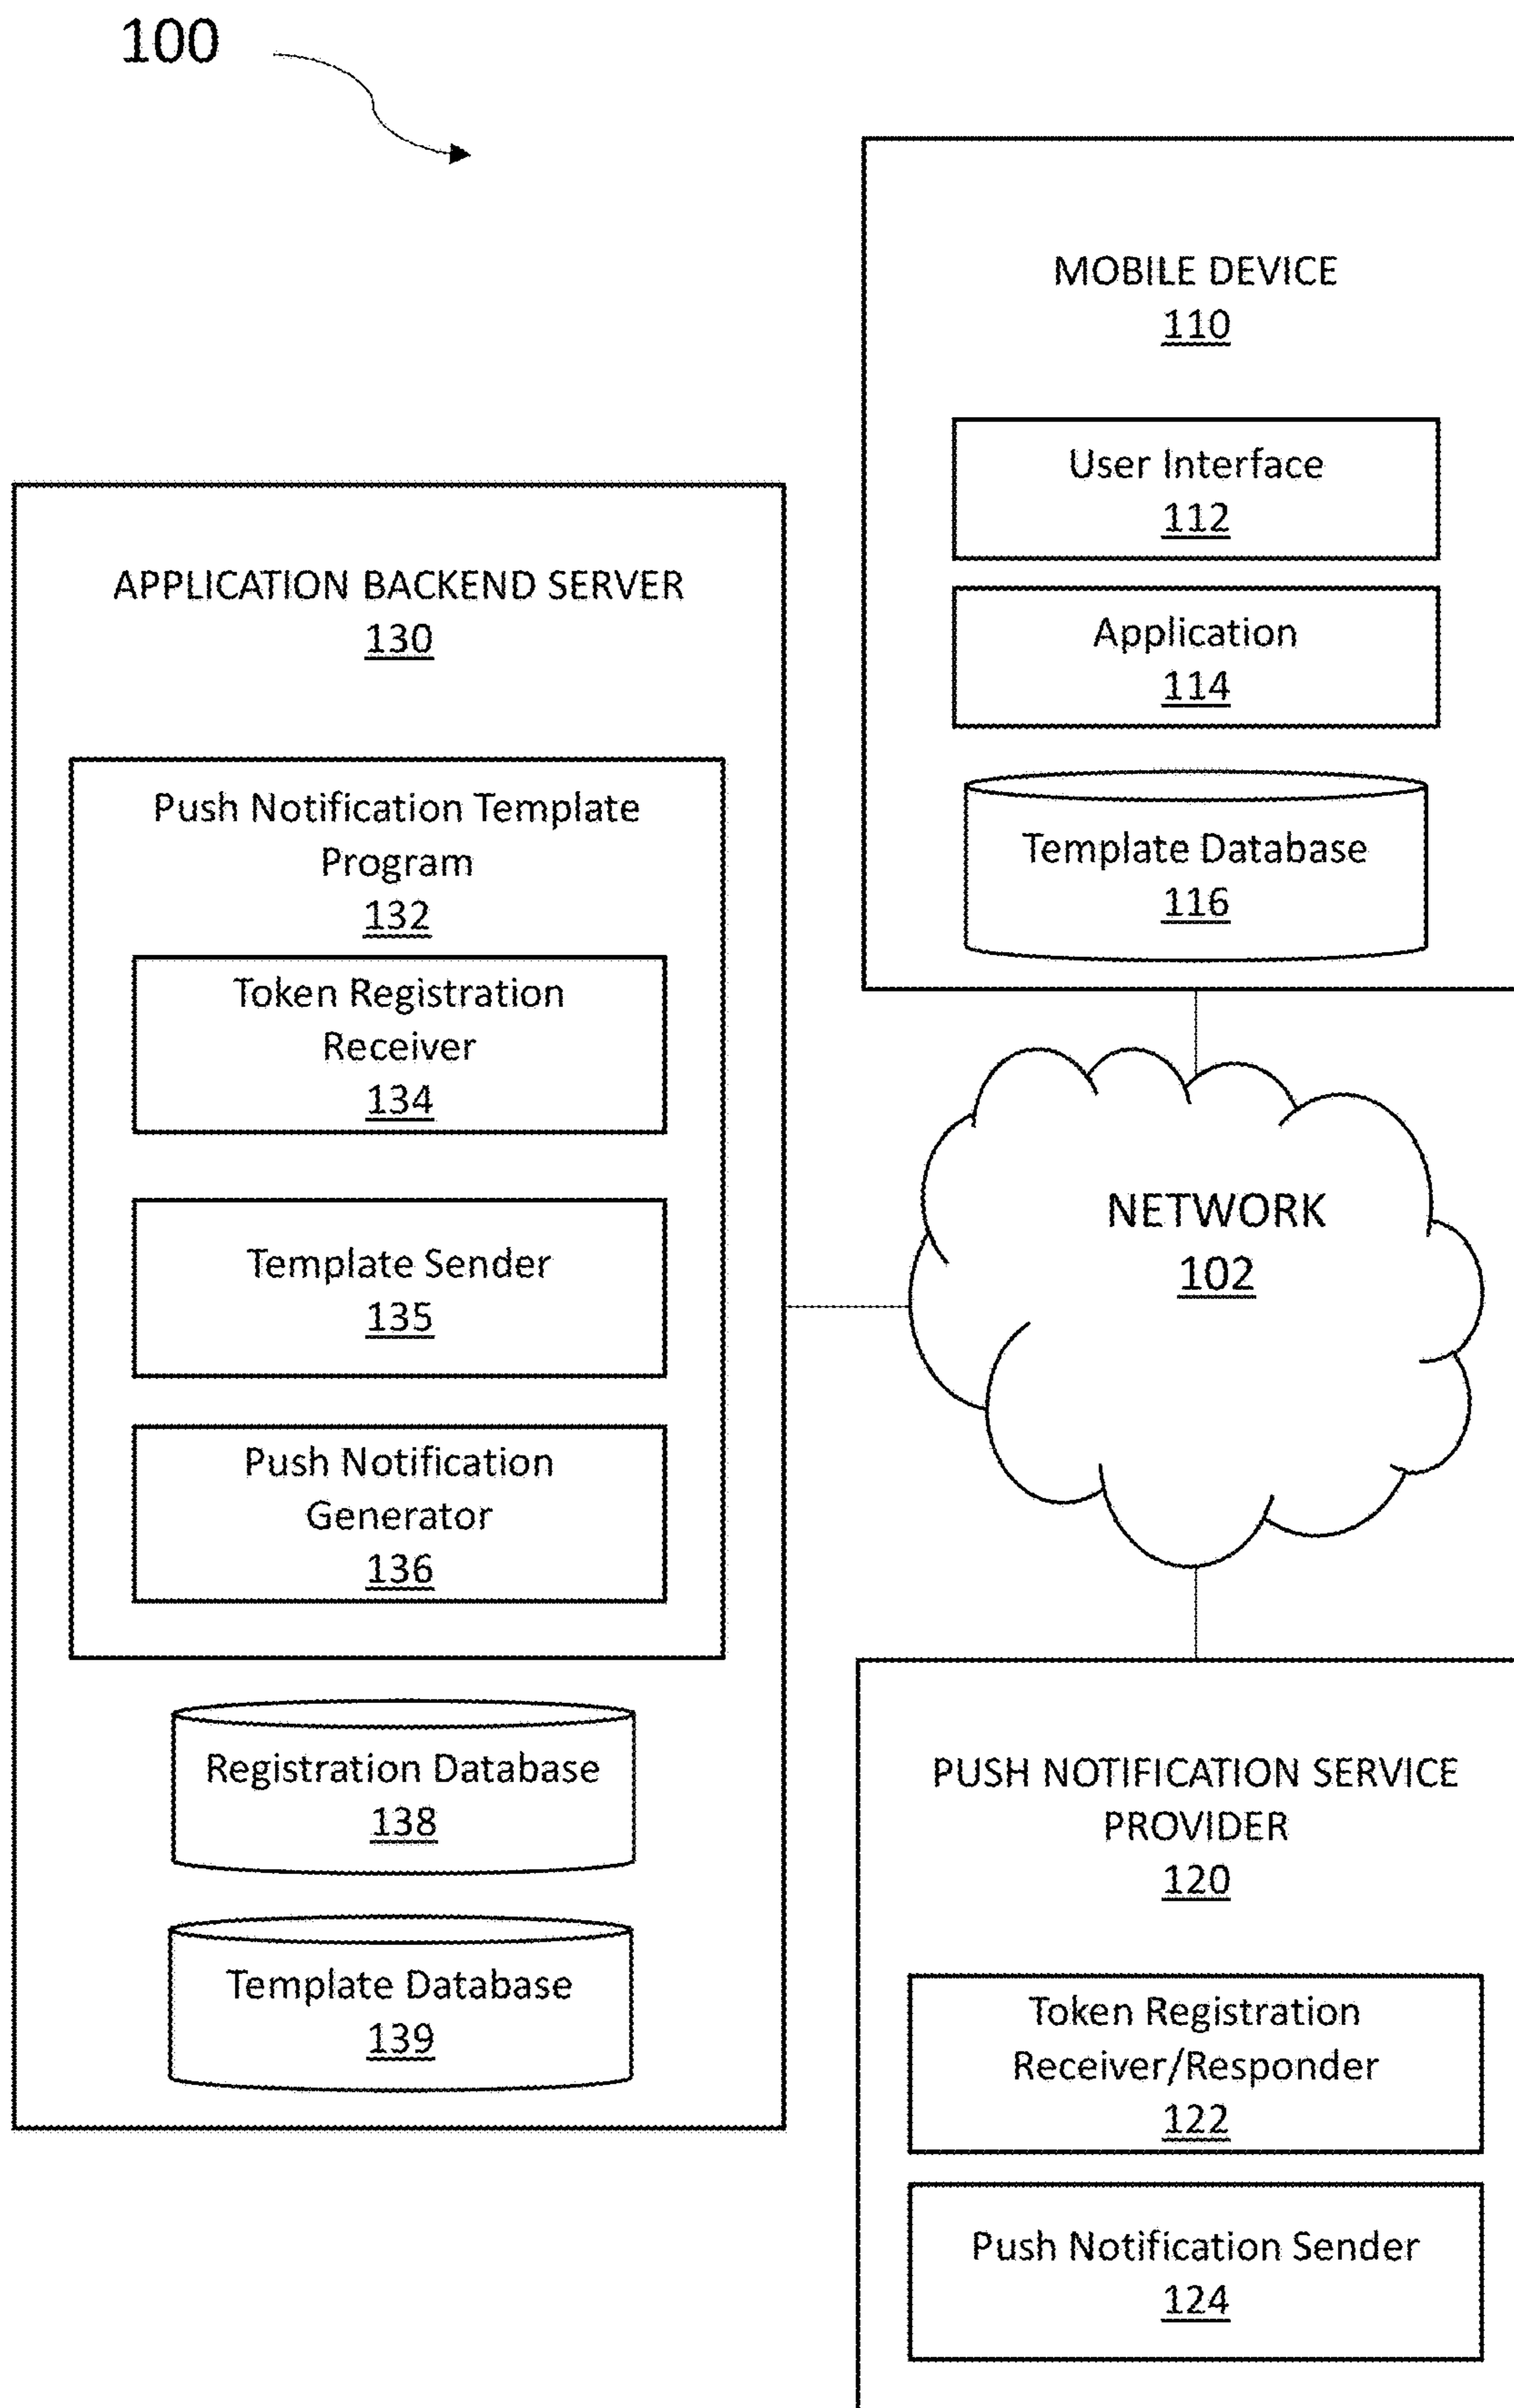 100
MOBILE DEVICE
110
User Interface
112
Application
114
Template Database
116
APPLICATION BACKEND SERVER
130
Push Notification Template
Program
132
Token Registration
Receiver
134
Template Sender
135
Push Notification
Generator
136
Registration Database
138
Template Database
139
NETWORK
102
PUSH NOTIFICATION SERVICE
PROVIDER
120
Token Registration
Receiver/Responder
122
Push Notification Sender
124